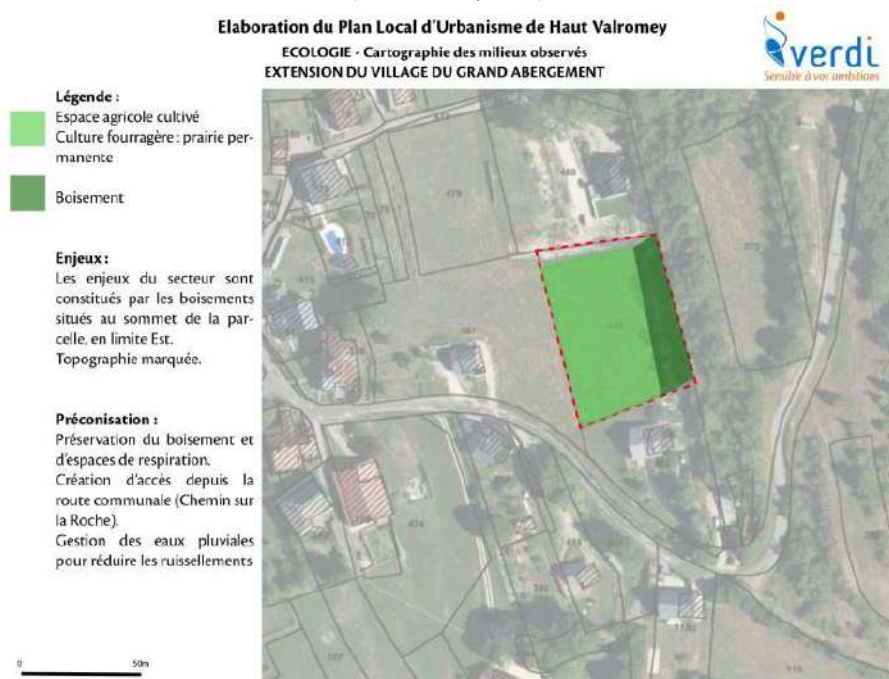 Elaboration du Plan Local d'Urbanisme de Haut Valromey
ECOLOGIE - Cartographie des milieux observés
EXTENSION DU VILLAGE DU GRAND ABERGEMENT
verdi
Sensible à vos ambitions
Légende :
Espace agricole cultivé
Culture fourragère : prairie per-
manente
Boisement
Enjeux :
Les enjeux du secteur sont
constitués par les boisements
situés au sommet de la par-
celle, en limite Est.
Topographie marquée.
Préconisation :
Préservation du boisement et
d'espaces de respiration.
Création d'accès depuis la
route communale (Chemin sur
la Roche).
Gestion des eaux pluviales
pour réduire les ruissellements
0 50m